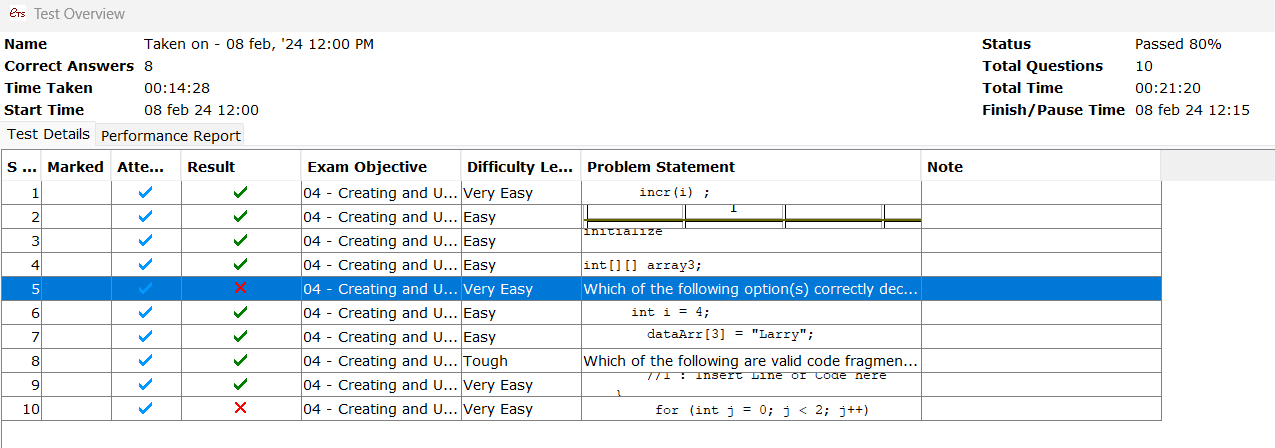 ETS Test Overview
Name Taken on - 08 feb, '24 12:00 PM Status Passed 80%
Correct Answers 8 Total Questions 10
Time Taken 00:14:28 Total Time 00:21:20
Start Time 08 feb 24 12:00 Finish/Pause Time 08 feb 24 12:15
Test Details Performance Report
S ... Marked Atte... Result Exam Objective Difficulty Le... Problem Statement Note
1 04 - Creating and U... Very Easy incr(i) ;
2 04 - Creating and U... Easy
3 04 - Creating and U... Easy initialize
4 04 - Creating and U... Easy int[][] array3;
5 04 - Creating and U... Very Easy Which of the following option(s) correctly dec...
6 04 - Creating and U... Easy int i = 4;
7 04 - Creating and U... Easy dataArr[3] = "Larry";
8 04 - Creating and U... Tough Which of the following are valid code fragmen...
9 04 - Creating and U... Very Easy //1 : Insert Line of Code here
}
10 04 - Creating and U... Very Easy for (int j = 0; j < 2; j++)